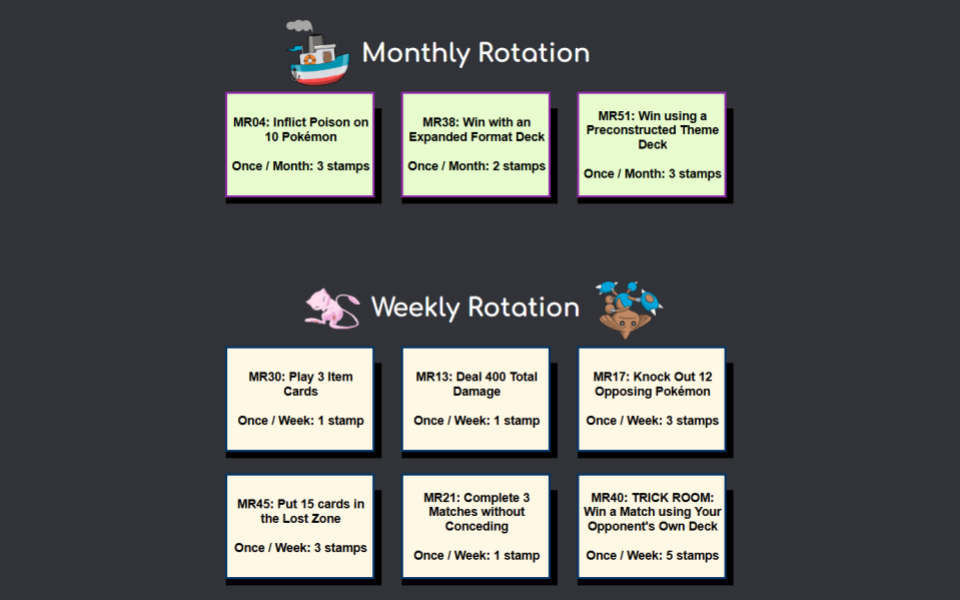 Monthly Rotation
MR04: Inflict Poison on
10 Pokémon
Once / Month: 3 stamps
MR38: Win with an
Expanded Format Deck
Once / Month: 2 stamps
MR51: Win using a
Preconstructed Theme
Deck
Once / Month: 3 stamps
Weekly Rotation
MR30: Play 3 Item
Cards
Once / Week: 1 stamp
MR13: Deal 400 Total
Damage
Once / Week: 1 stamp
MR17: Knock Out 12
Opposing Pokémon
Once / Week: 3 stamps
MR45: Put 15 cards in
the Lost Zone
Once / Week: 3 stamps
MR21: Complete 3
Matches without
Conceding
Once / Week: 1 stamp
MR40: TRICK ROOM:
Win a Match using Your
Opponent's Own Deck
Once / Week: 5 stamps